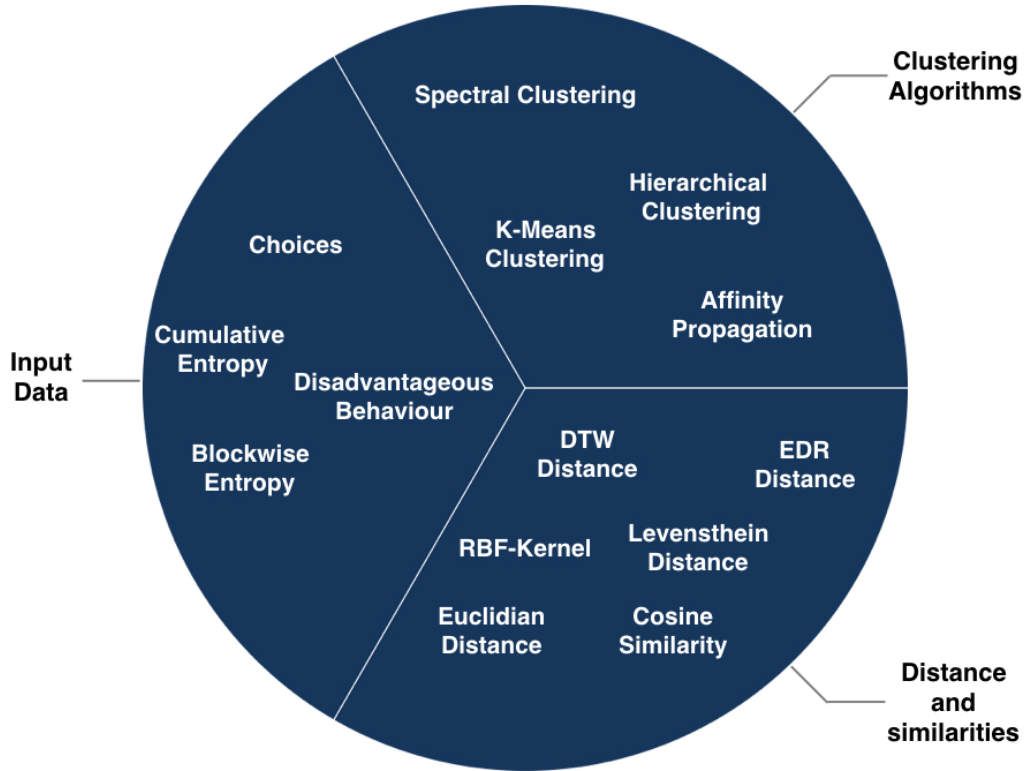 Clustering
Algorithms
Spectral Clustering
Hierarchical
Clustering
K-Means
Clustering
Affinity
Propagation
Input
Data
Choices
Cumulative
Entropy
Disadvantageous
Behaviour
Blockwise
Entropy
DTW
Distance
EDR
Distance
RBF-Kernel
Levensthein
Distance
Euclidian
Distance
Cosine
Similarity
Distance
and
similarities